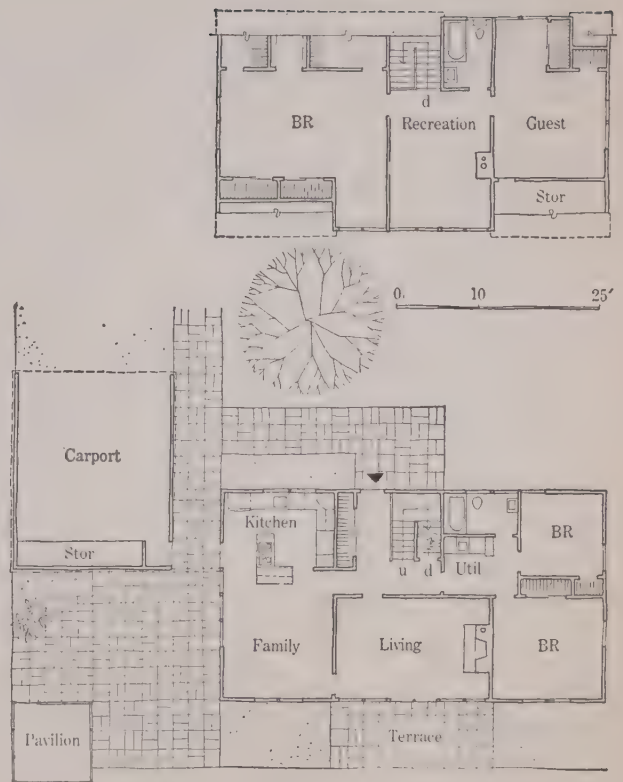 d
BR
Recreation
Guest
Stor
0 10 25'
Carport
Stor
Kitchen
u d
Util
BR
Family
Living
BR
Pavilion
Terrace